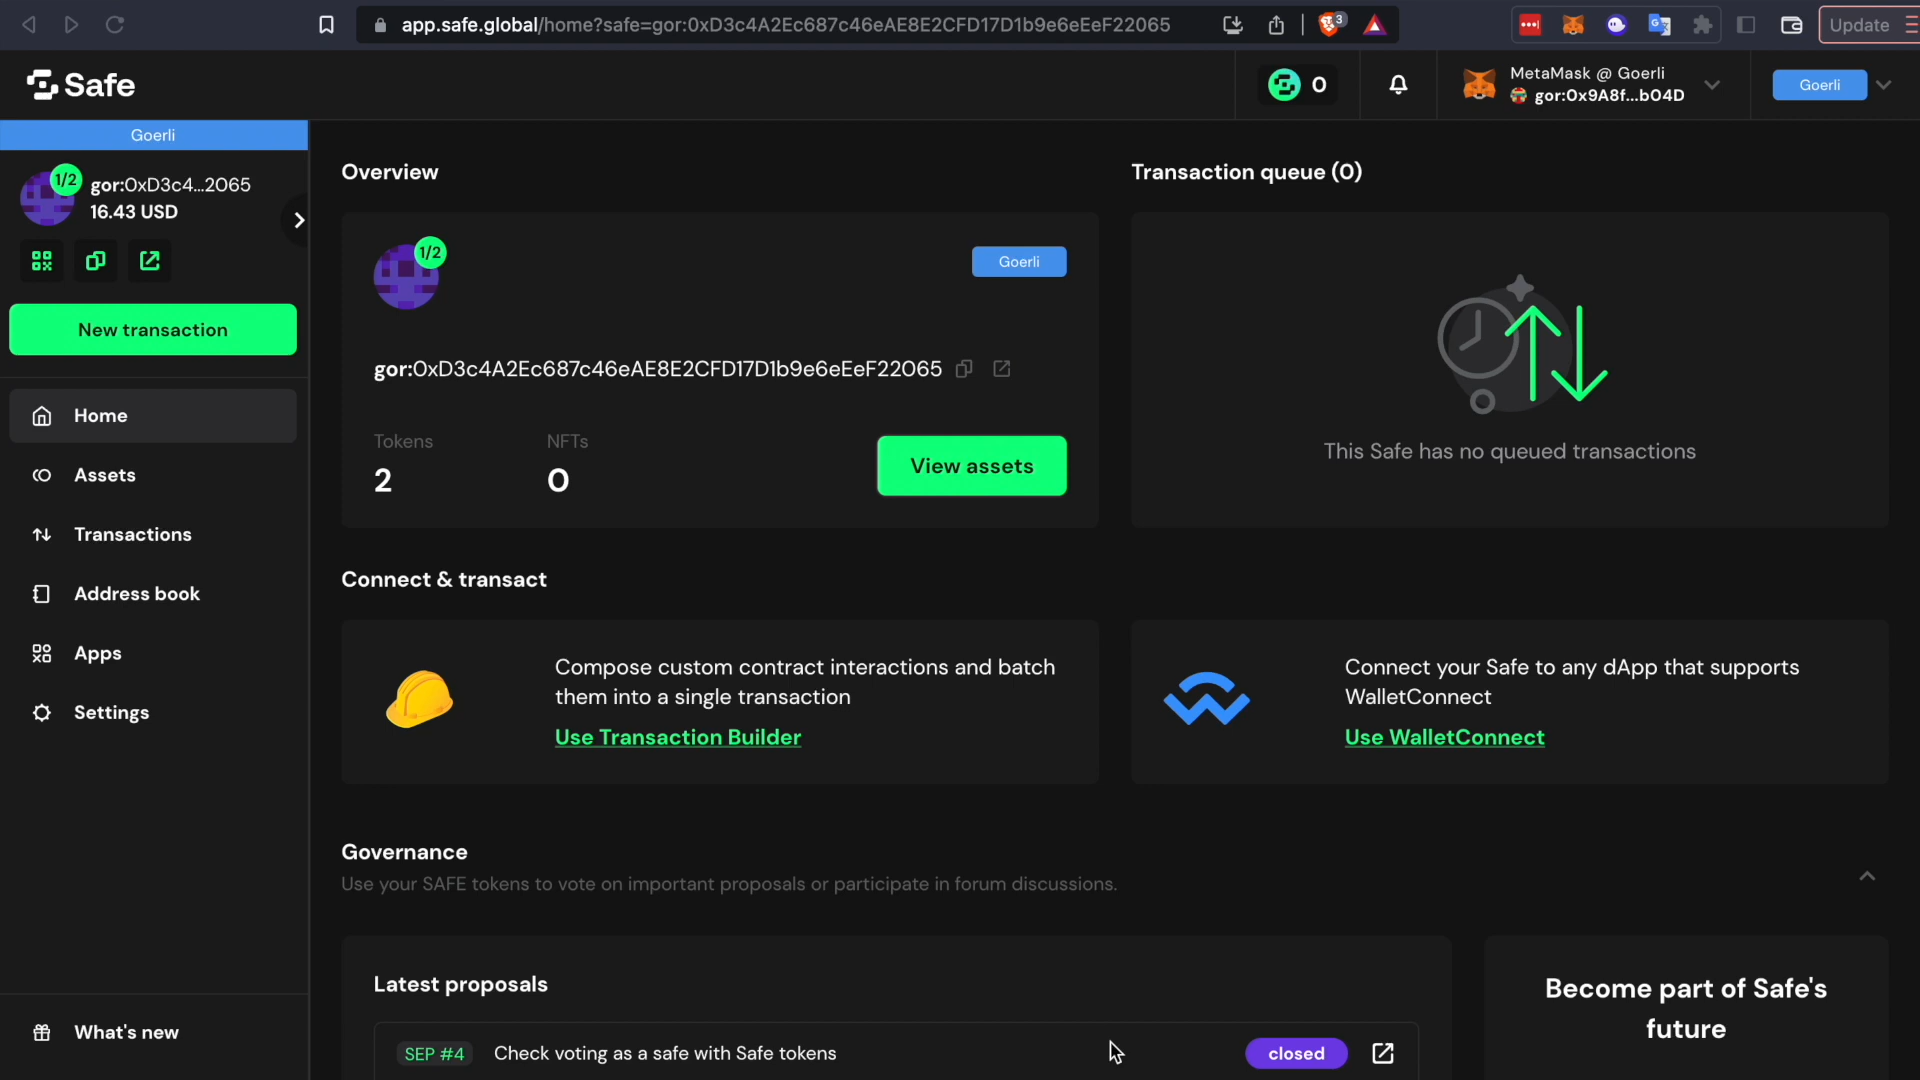 app.safe.global/home?safe=gor:0xD3c4A2Ec687c46eAE8E2CFD17D1b9e6eEeF22065
3
Update
Safe
0
MetaMask @ Goerli
gor:0x9A8f...b04D
Goerli
Goerli
1/2
gor:0xD3c4...2065
16.43 USD
New transaction
Home
Assets
Transactions
Address book
Apps
Settings
What's new
Overview
1/2
Goerli
gor:0xD3c4A2Ec687c46eAE8E2CFD17D1b9e6eEeF22065
Tokens
2
NFTs
0
View assets
Transaction queue (0)
This Safe has no queued transactions
Connect & transact
Compose custom contract interactions and batch
them into a single transaction
Use Transaction Builder
Connect your Safe to any dApp that supports
WalletConnect
Use WalletConnect
Governance
Use your SAFE tokens to vote on important proposals or participate in forum discussions.
Latest proposals
SEP #4
Check voting as a safe with Safe tokens
closed
Become part of Safe's
future